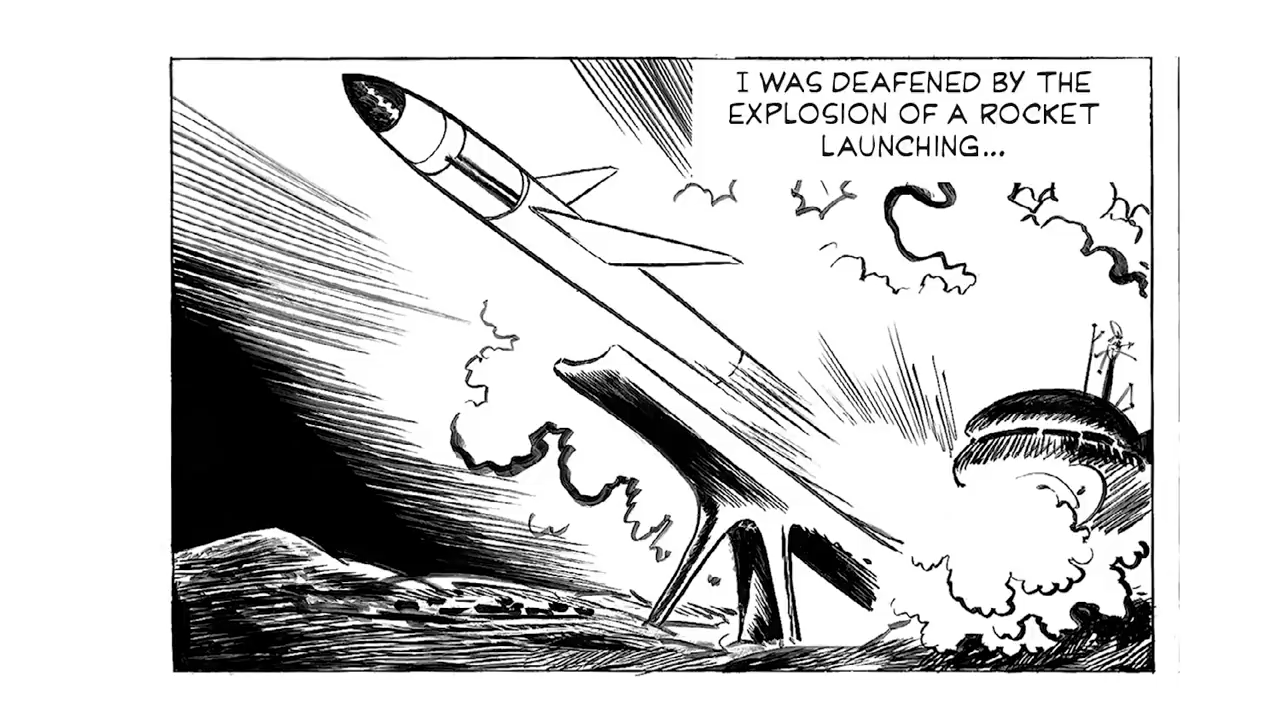 I WAS DEAFENED BY THE
EXPLOSION OF A ROCKET
LAUNCHING...